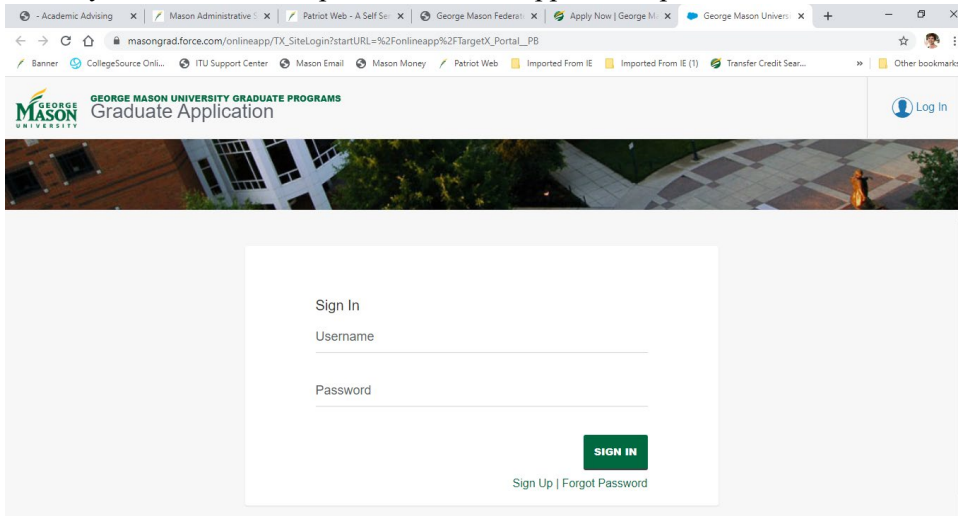 - Academic Advising
Mason Administrative S
Patriot Web - A Self Ser
George Mason Federat
Apply Now | George M
George Mason Univers
masongrad.force.com/onlineapp/TX_SiteLogin?startURL=%2Fonlineapp%2FTargetX_Portal__PB
Banner
CollegeSource Onli...
ITU Support Center
Mason Email
Mason Money
Patriot Web
Imported From IE
Imported From IE (1)
Transfer Credit Sear...
»
Other bookmarks
GEORGE
MASON
UNIVERSITY
GEORGE MASON UNIVERSITY GRADUATE PROGRAMS
Graduate Application
Log In
Sign In
Username
Password
SIGN IN
Sign Up | Forgot Password